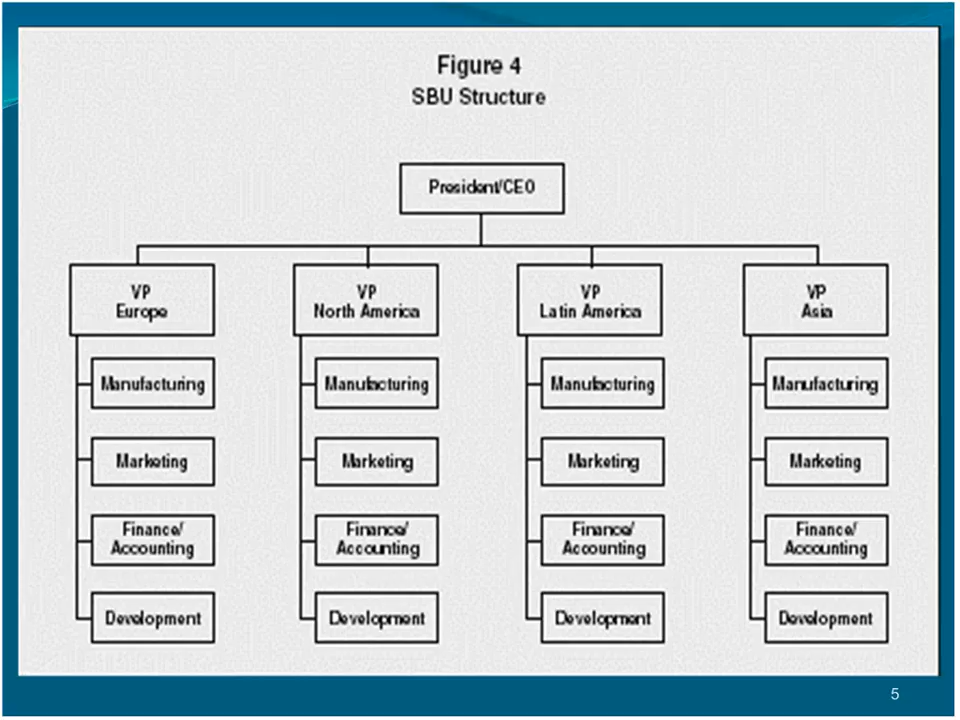 Figure 4
SBU Structure
President/CEO
VP
Europe
VP
North America
VP
Latin America
VP
Asia
Manufacturing
Manufacturing
Manufacturing
Manufacturing
Marketing
Marketing
Marketing
Marketing
Finance/
Accounting
Finance/
Accounting
Finance/
Accounting
Finance/
Accounting
Development
Development
Development
Development
5